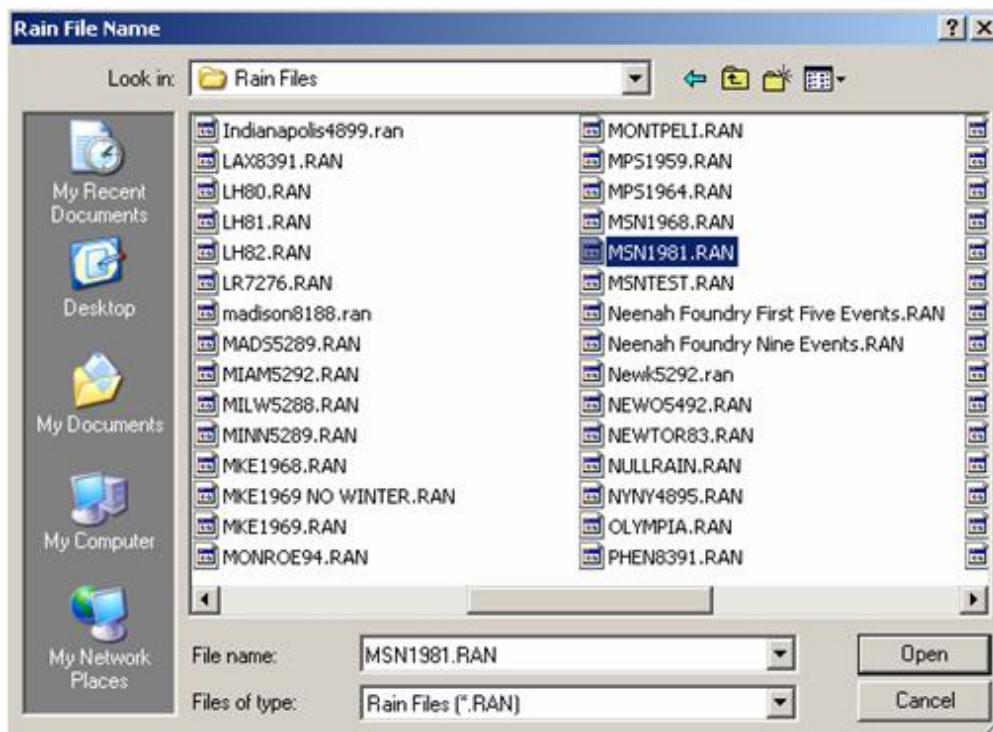 Rain File Name
Look in:
Rain Files
My Recent
Documents
Desktop
My Documents
My Computer
My Network
Places
Indianapolis4899.ran
LAX8391.RAN
LH80.RAN
LH81.RAN
LH82.RAN
LR7276.RAN
madison8188.ran
MADS5289.RAN
MIAM5292.RAN
MILW5288.RAN
MINN5289.RAN
MKE1968.RAN
MKE1969 NO WINTER.RAN
MKE1969.RAN
MONROE94.RAN
MONTPELI.RAN
MPS1959.RAN
MPS1964.RAN
MSN1968.RAN
MSN1981.RAN
MSNTEST.RAN
Neenah Foundry First Five Events.RAN
Neenah Foundry Nine Events.RAN
Newk5292.ran
NEWO5492.RAN
NEWTOR83.RAN
NULLRAIN.RAN
NYNY4895.RAN
OLYMPIA.RAN
PHEN8391.RAN
File name:
MSN1981.RAN
Open
Files of type:
Rain Files (*.RAN)
Cancel